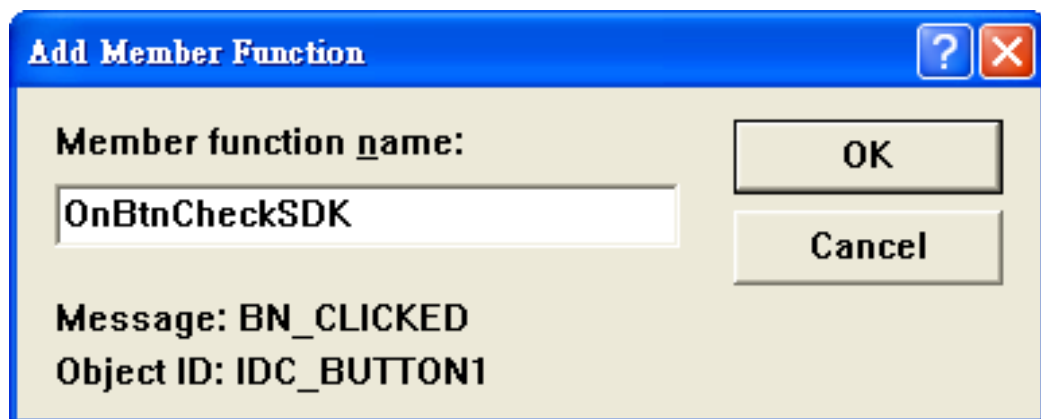 Add Member Function
Member function name:
OnBtnCheckSDK
OK
Cancel
Message: BN_CLICKED
Object ID: IDC_BUTTON1